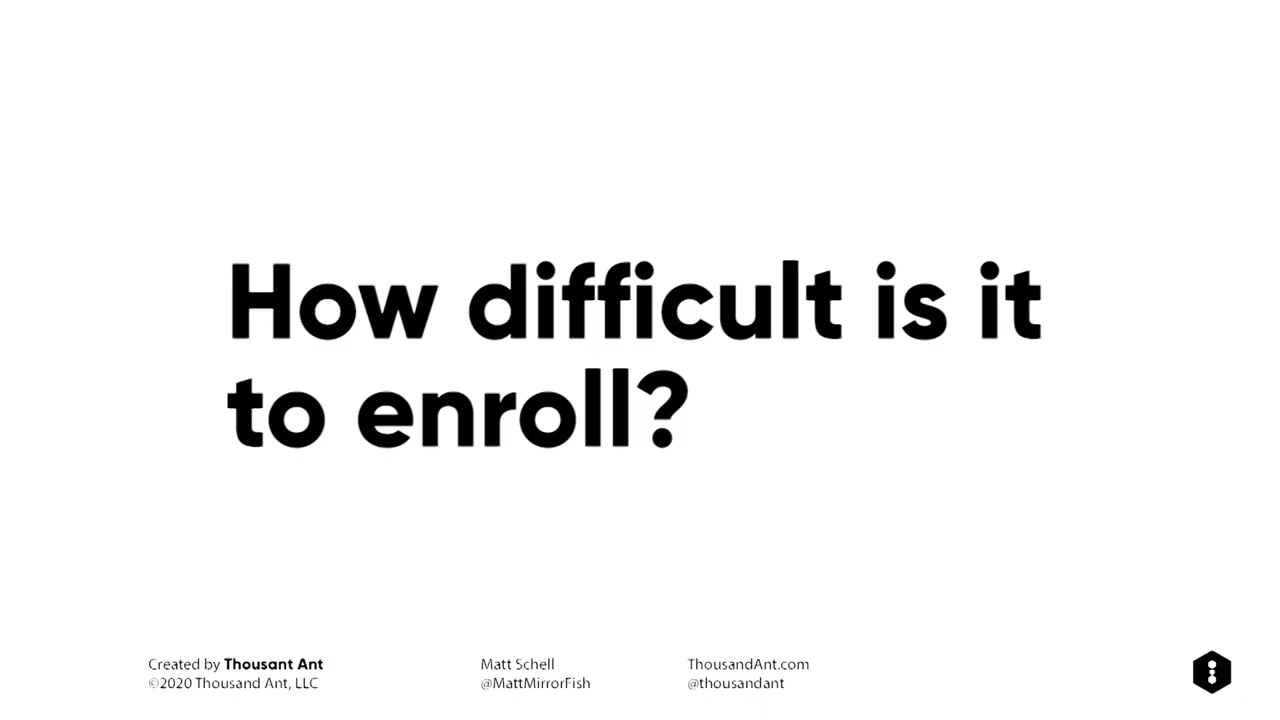 How difficult is it
to enroll?
Created by Thousant Ant
©2020 Thousand Ant, LLC
Matt Schell
@MattMirrorFish
ThousandAnt.com
@thousandant